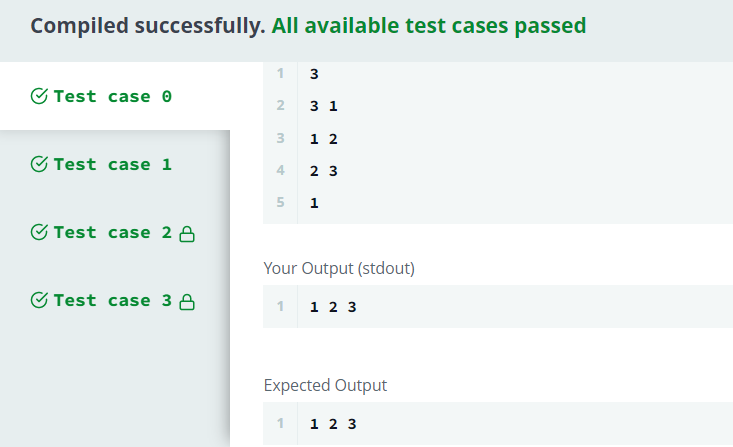 Compiled successfully. All available test cases passed
Test case 0
Test case 1
Test case 2
Test case 3
1 3
2 3 1
3 1 2
4 2 3
5 1
Your Output (stdout)
1 1 2 3
Expected Output
1 1 2 3